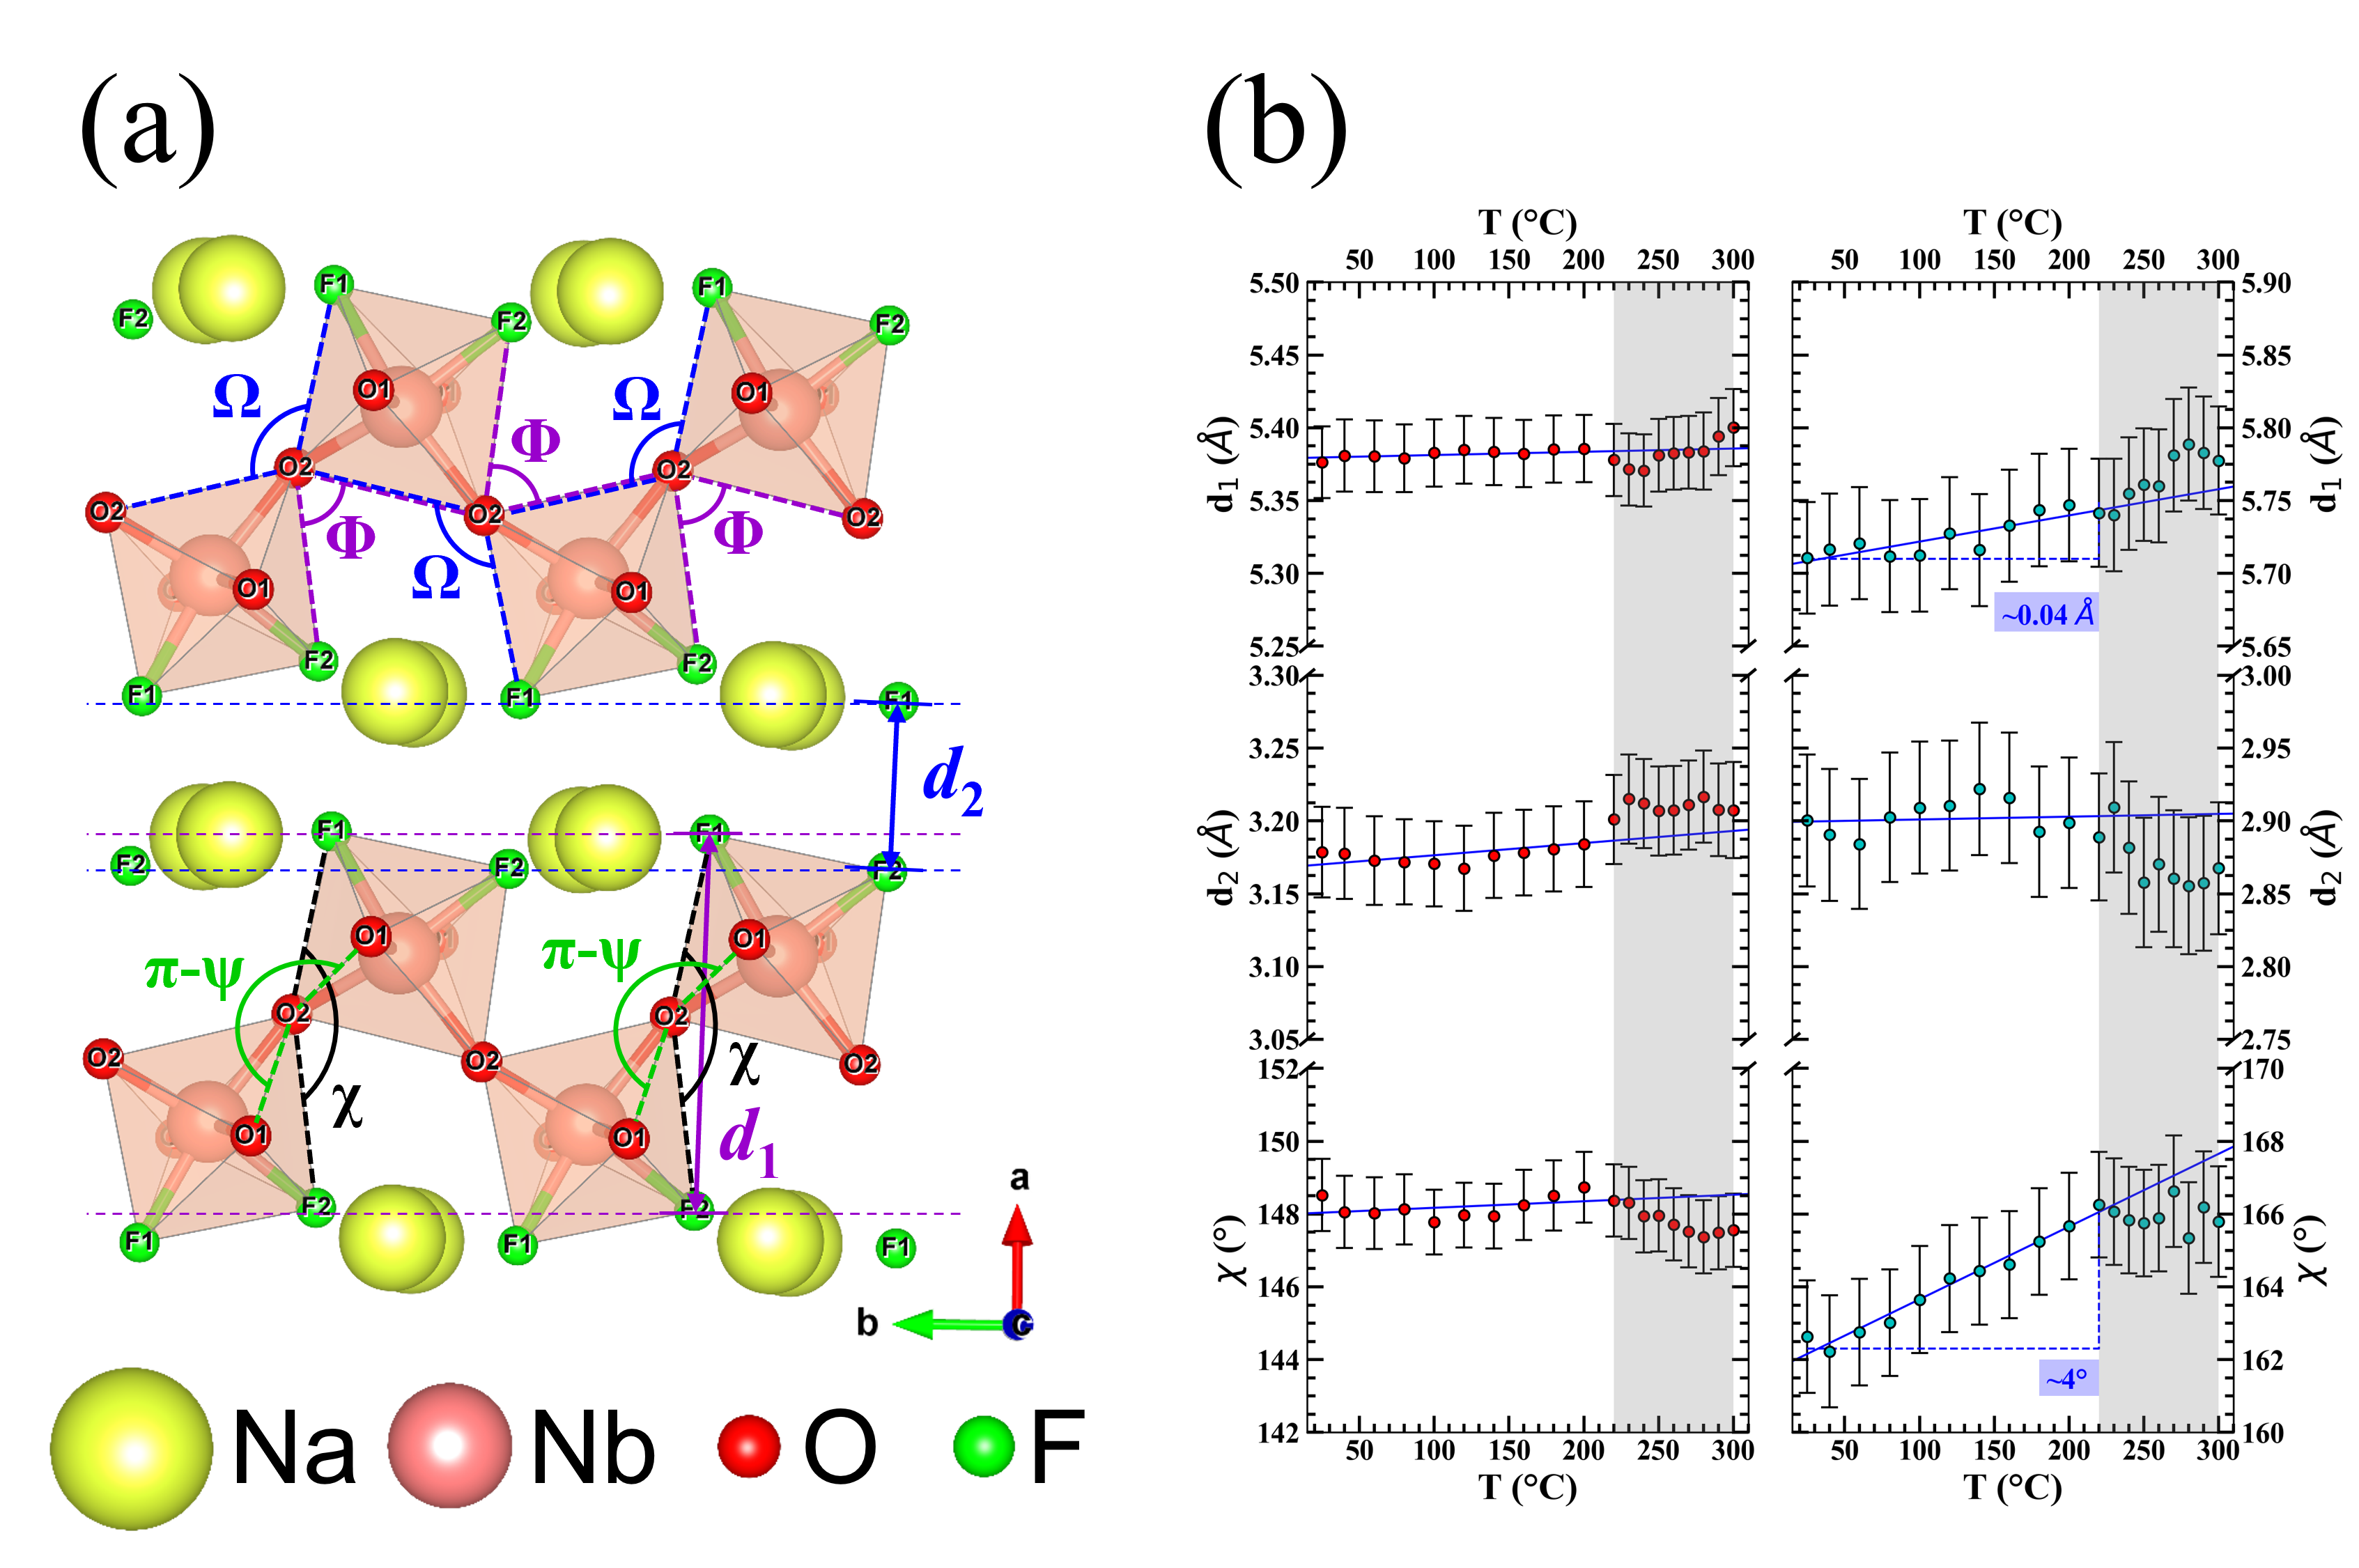 (a)
F1
F1
F2
F2
F2
O1
O1
Ω
Ω
Φ
O2
O2
O2
O2
O2
Φ
Φ
Ω
O1
O1
F2
F2
F1
F1
F1
d2
F1
F1
F2
F2
F2
O1
O1
π-ψ
π-ψ
O2
O2
χ
χ
O2
O2
O2
O1
O1
d1
F2
F2
F1
F1
F1
a
b
c
Na
Nb
O
F
(b)
T (°C)
50 100 150 200 250 300
5.50
5.45
5.40
5.35
5.30
5.25
d1 (Å)
3.30
3.25
3.20
3.15
3.10
3.05
d2 (Å)
152
150
148
146
144
142
χ (°)
50 100 150 200 250 300
T (°C)
T (°C)
50 100 150 200 250 300
5.90
5.85
5.80
5.75
5.70
5.65
d1 (Å)
~0.04 Å
3.00
2.95
2.90
2.85
2.80
2.75
d2 (Å)
170
168
166
164
162
160
χ (°)
~4°
50 100 150 200 250 300
T (°C)